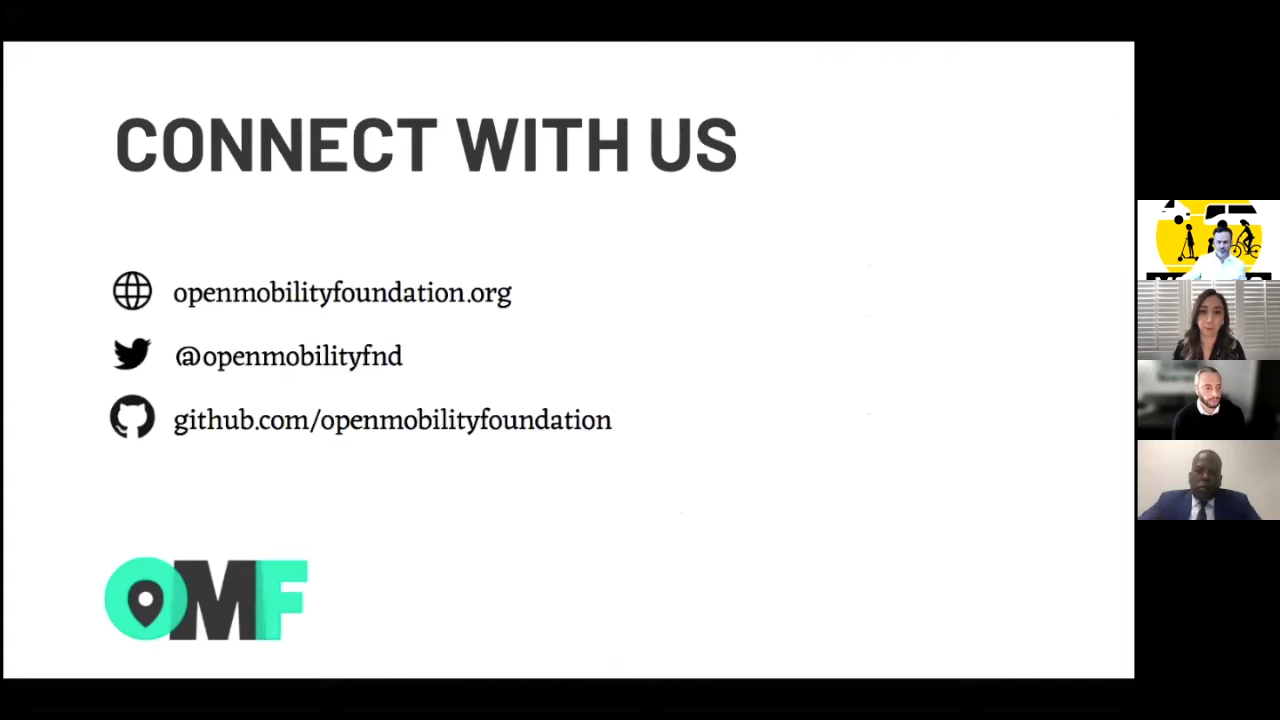 CONNECT WITH US
openmobilityfoundation.org
@openmobilityfnd
github.com/openmobilityfoundation
OMF